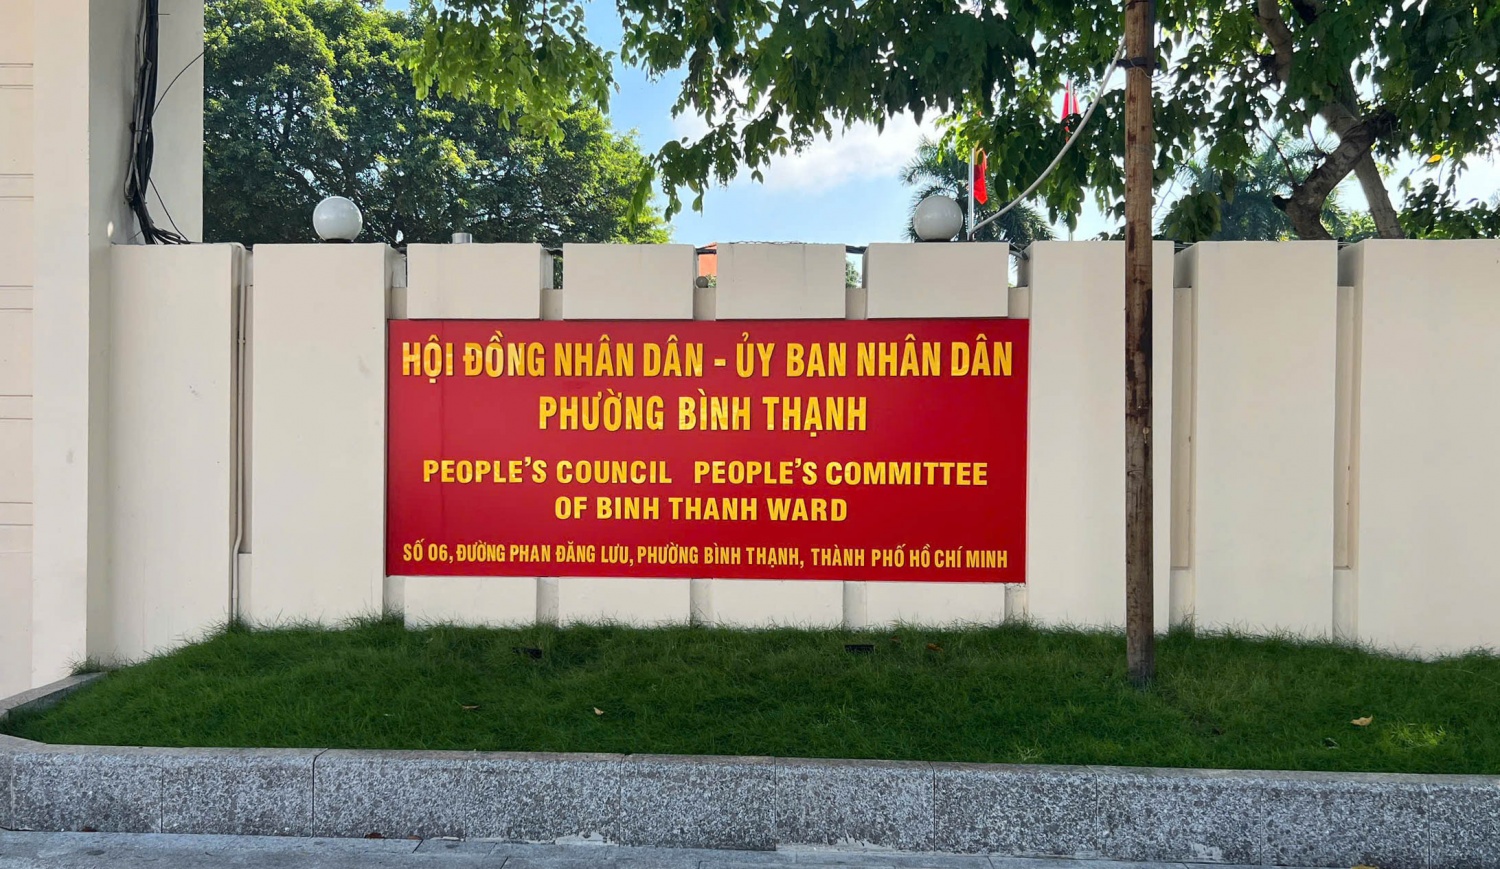 HỘI ĐỒNG NHÂN DÂN - ỦY BAN NHÂN DÂN
PHƯỜNG BÌNH THẠNH
PEOPLE'S COUNCIL PEOPLE'S COMMITTEE
OF BINH THANH WARD
SỐ 06, ĐƯỜNG PHAN ĐĂNG LƯU, PHƯỜNG BÌNH THẠNH, THÀNH PHỐ HỒ CHÍ MINH